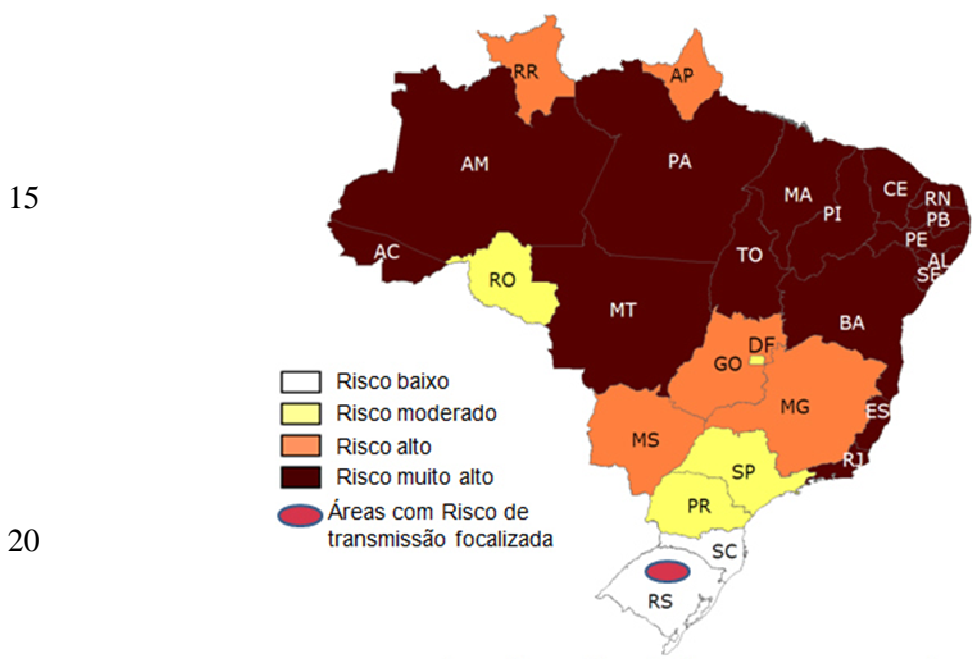 RR
AP
AM
PA
15
MA
CE
RN
PI
PB
PE
AC
TO
AL
SE
RO
MT
BA
DF
GO
Risco baixo
MG
ES
Risco moderado
MS
Risco alto
RJ
SP
Risco muito alto
PR
Áreas com Risco de
transmissão focalizada
20
SC
RS